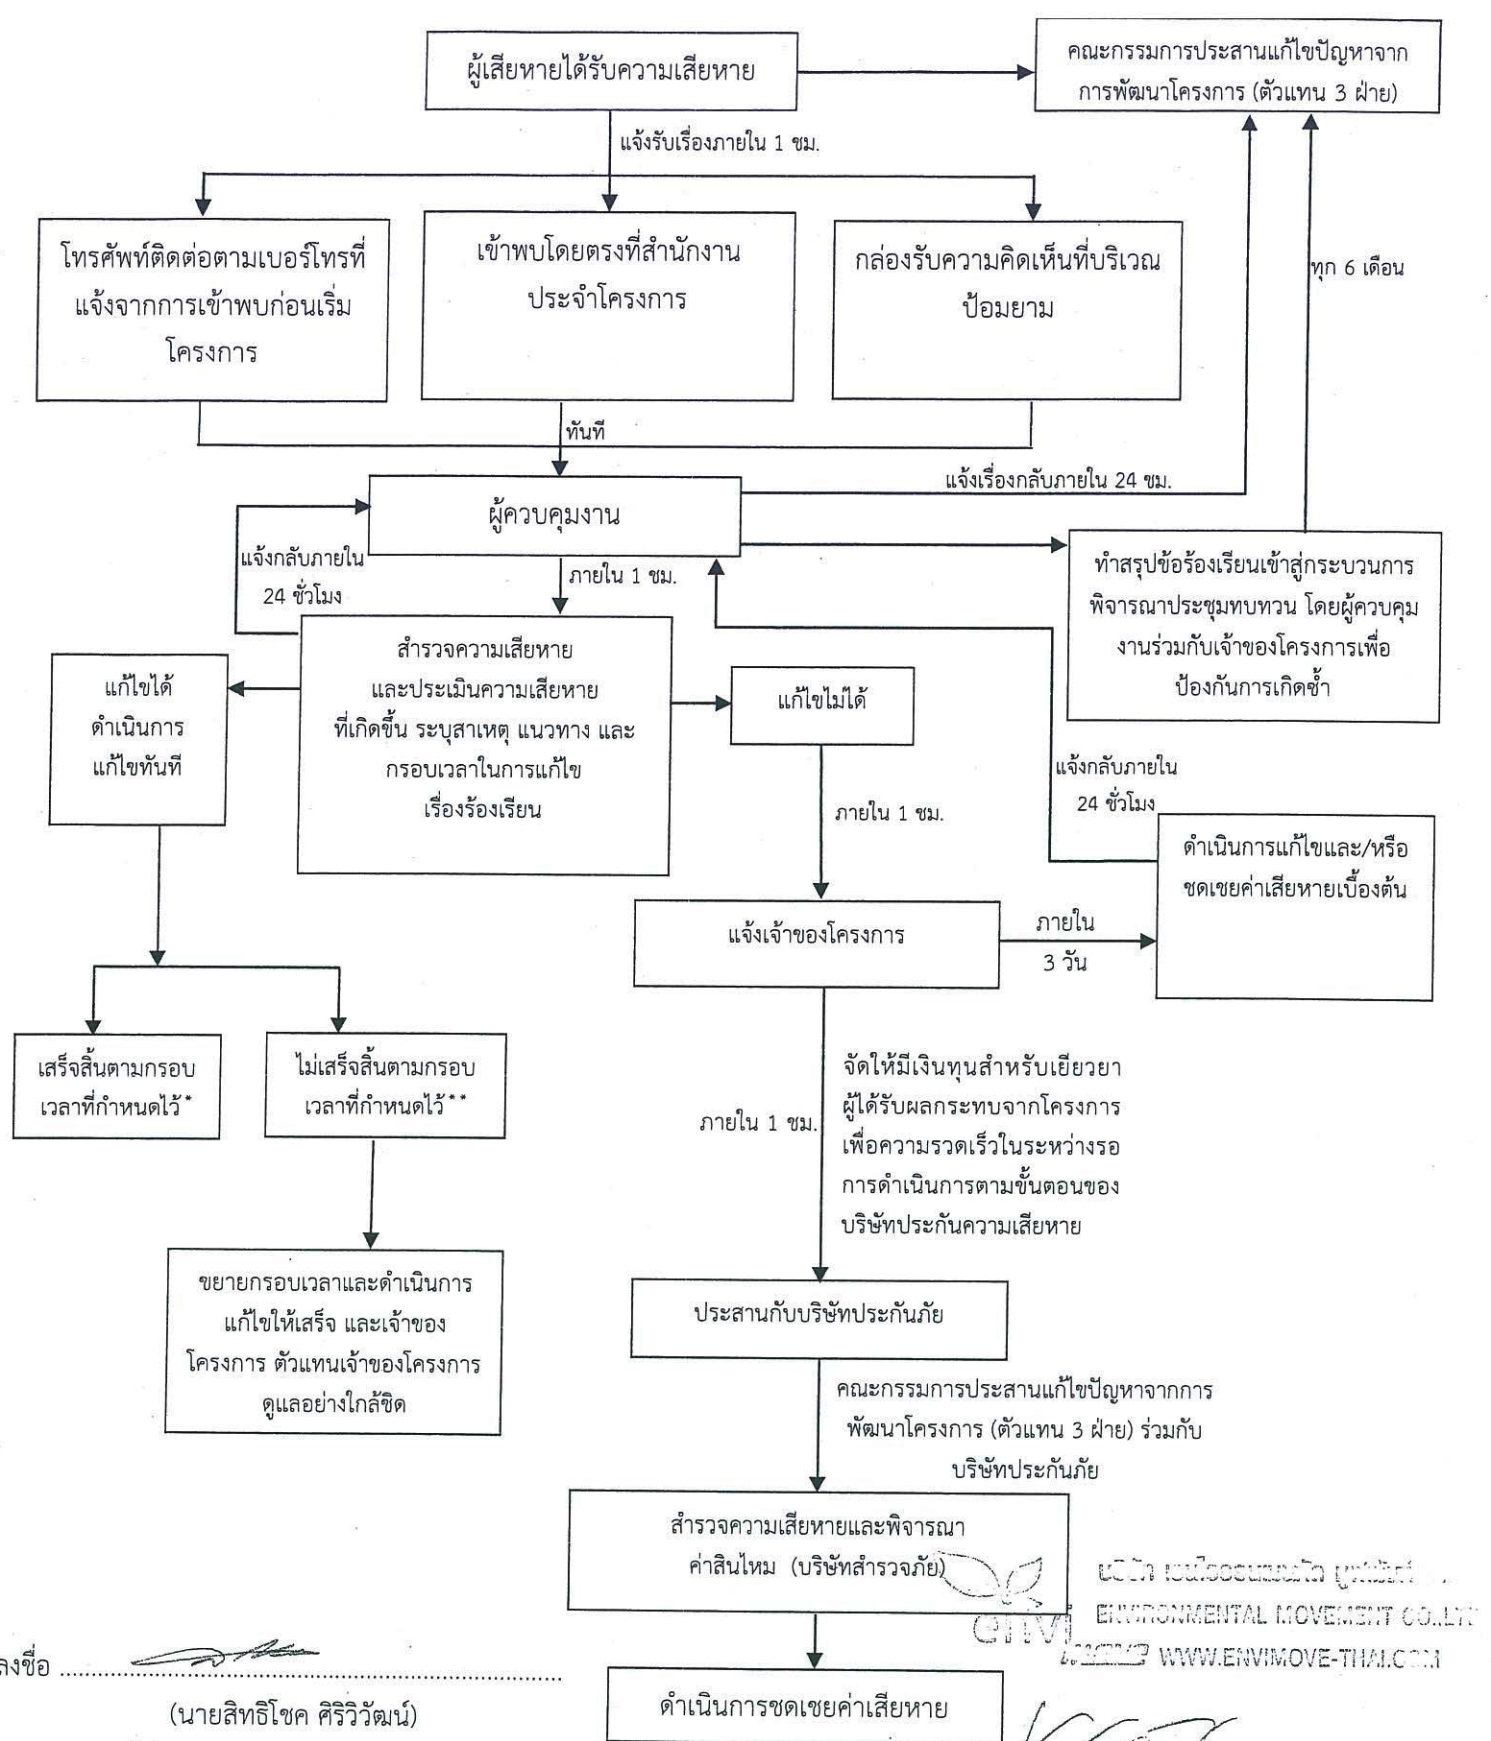 ผู้เสียหายได้รับความเสียหาย
คณะกรรมการประสานแก้ไขปัญหาจาก
การพัฒนาโครงการ (ตัวแทน 3 ฝ่าย)
แจ้งรับเรื่องภายใน 1 ชม.
โทรศัพท์ติดต่อตามเบอร์โทรที่
แจ้งจากการเข้าพบก่อนเริ่ม
โครงการ
เข้าพบโดยตรงที่สำนักงาน
ประจำโครงการ
กล่องรับความคิดเห็นที่บริเวณ
ป้อมยาม
ทุก 6 เดือน
ทันที
ผู้ควบคุมงาน
แจ้งเรื่องกลับภายใน 24 ชม.
แจ้งกลับภายใน
24 ชั่วโมง
ภายใน 1 ชม.
ทำสรุปข้อร้องเรียนเข้าสู่กระบวนการ
พิจารณาประชุมทบทวน โดยผู้ควบคุม
งานร่วมกับเจ้าของโครงการเพื่อ
ป้องกันการเกิดซ้ำ
แก้ไขได้
ดำเนินการ
แก้ไขทันที
สำรวจความเสียหาย
และประเมินความเสียหาย
ที่เกิดขึ้น ระบุสาเหตุ แนวทาง และ
กรอบเวลาในการแก้ไข
เรื่องร้องเรียน
แก้ไขไม่ได้
แจ้งกลับภายใน
24 ชั่วโมง
ภายใน 1 ชม.
ดำเนินการแก้ไขและ/หรือ
ชดเชยค่าเสียหายเบื้องต้น
แจ้งเจ้าของโครงการ
ภายใน
3 วัน
เสร็จสิ้นตามกรอบ
เวลาที่กำหนดไว้*
ไม่เสร็จสิ้นตามกรอบ
เวลาที่กำหนดไว้**
ภายใน 1 ชม.
จัดให้มีเงินทุนสำหรับเยียวยา
ผู้ได้รับผลกระทบจากโครงการ
เพื่อความรวดเร็วในระหว่างรอ
การดำเนินการตามขั้นตอนของ
บริษัทประกันความเสียหาย
ขยายกรอบเวลาและดำเนินการ
แก้ไขให้เสร็จ และเจ้าของ
โครงการ ตัวแทนเจ้าของโครงการ
ดูแลอย่างใกล้ชิด
ประสานกับบริษัทประกันภัย
คณะกรรมการประสานแก้ไขปัญหาจากการ
พัฒนาโครงการ (ตัวแทน 3 ฝ่าย) ร่วมกับ
บริษัทประกันภัย
สำรวจความเสียหายและพิจารณา
ค่าสินไหม (บริษัทสำรวจภัย)
envi
move
ENVIRONMENTAL MOVEMENT CO.,LTD
WWW.ENVIMOVE-THAI.COM
ลงชื่อ
(นายสิทธิโชค ศิริวิวัฒน์)
ดำเนินการชดเชยค่าเสียหาย